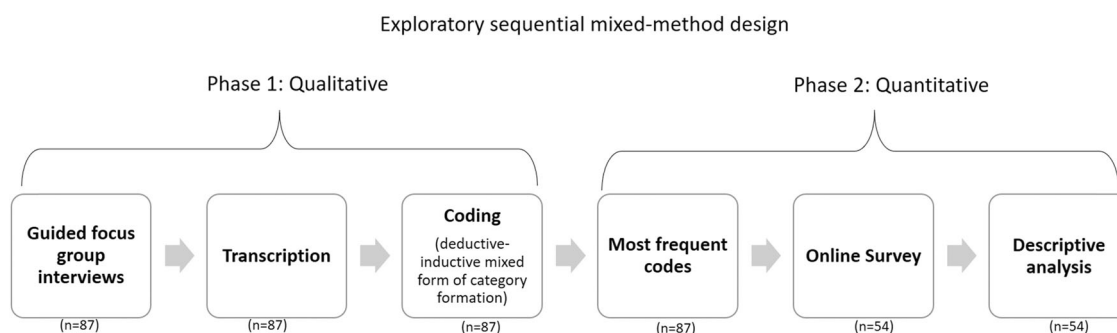 Exploratory sequential mixed-method design
Phase 1: Qualitative
Phase 2: Quantitative
Guided focus
group
interviews
(n=87)
Transcription
(n=87)
Coding
(deductive-
inductive mixed
form of category
formation)
(n=87)
Most frequent
codes
(n=87)
Online Survey
(n=54)
Descriptive
analysis
(n=54)